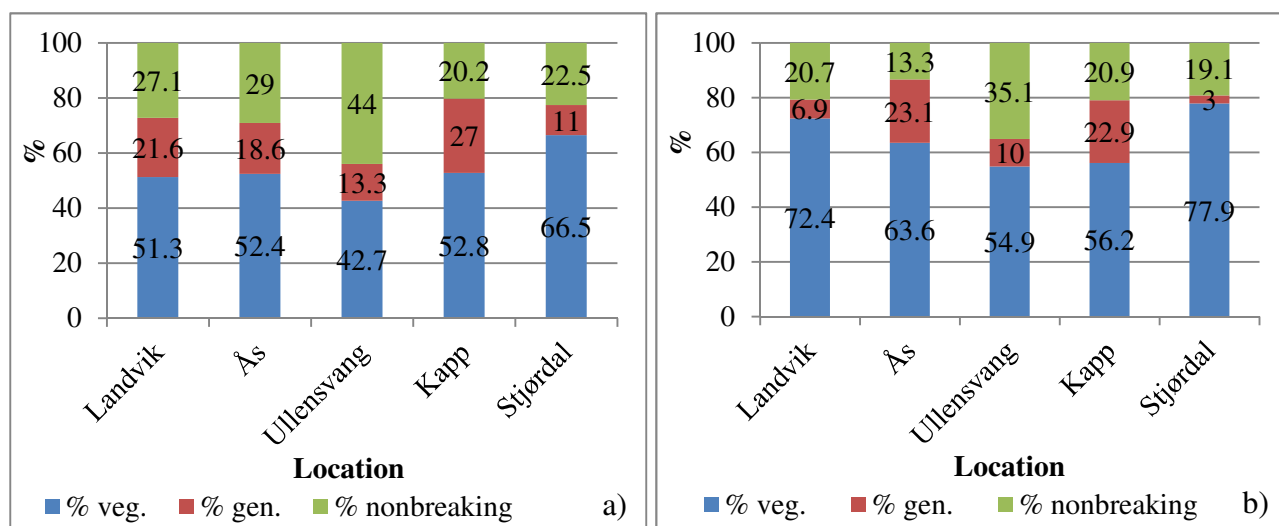 100
80
60
40
20
0
%
27.1 29 44 20.2 22.5
21.6 18.6 13.3 27 11
51.3 52.4 42.7 52.8 66.5
Landvik Ås Ullensvang Kapp Stjørdal
Location
% veg. % gen. % nonbreaking a)
100
80
60
40
20
0
%
20.7 13.3 35.1 20.9 19.1
6.9 23.1 10 22.9 3
72.4 63.6 54.9 56.2 77.9
Landvik Ås Ullensvang Kapp Stjørdal
Location
% veg. % gen. % nonbreaking b)